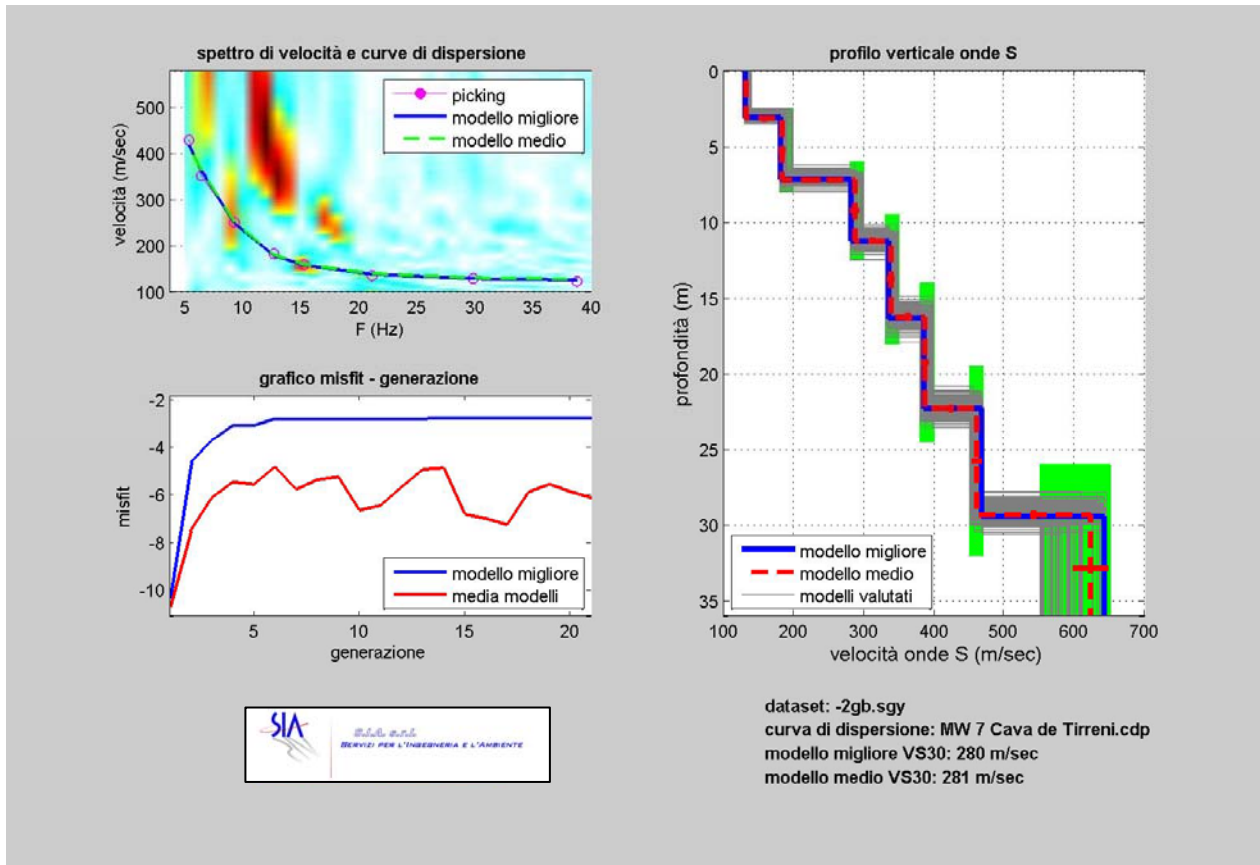 spettro di velocità e curve di dispersione
500
400
300
200
100
velocità (m/sec)
picking
modello migliore
modello medio
5 10 15 20 25 30 35 40
F (Hz)
grafico misfit - generazione
-2
-4
-6
-8
-10
misfit
modello migliore
media modelli
5 10 15 20
generazione
SIA
S.I.A. s.r.l.
SERVIZI PER L'INGEGNERIA E L'AMBIENTE
profilo verticale onde S
0
5
10
15
20
25
30
35
profondità (m)
modello migliore
modello medio
modelli valutati
100 200 300 400 500 600 700
velocità onde S (m/sec)
dataset: -2gb.sgy
curva di dispersione: MW 7 Cava de Tirreni.cdp
modello migliore VS30: 280 m/sec
modello medio VS30: 281 m/sec